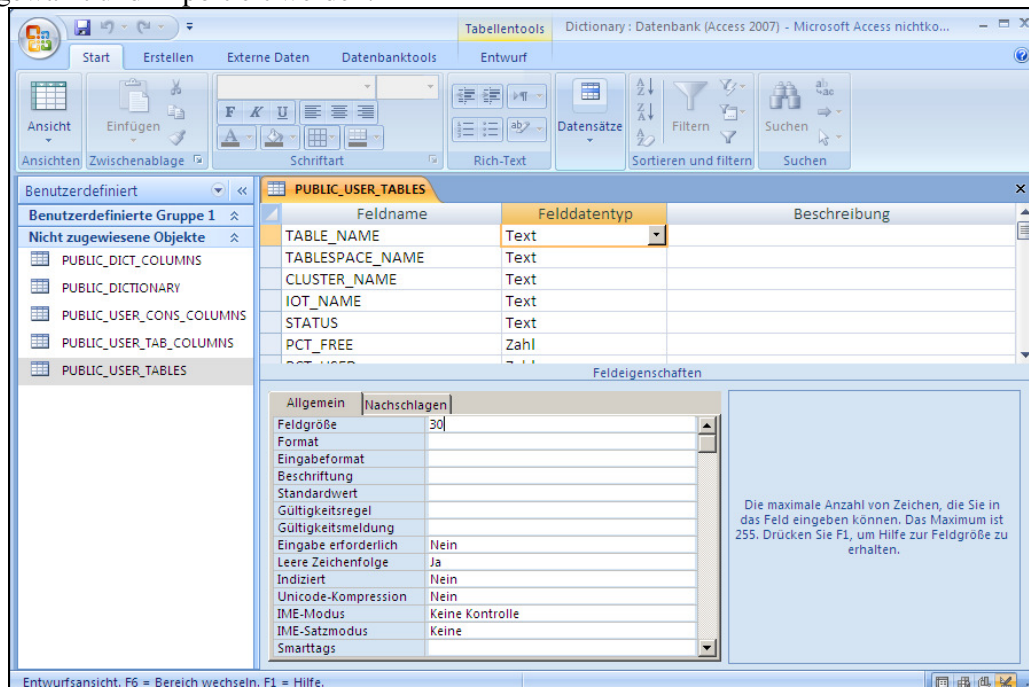 Tabellentools
Dictionary : Datenbank (Access 2007) - Microsoft Access nichtko...
Start Erstellen Externe Daten Datenbanktools Entwurf
Ansicht
Einfügen
F K U
A
ab
Datensätze
Filtern
Suchen
Ansichten Zwischenablage Schriftart Rich-Text Sortieren und filtern Suchen
Benutzerdefiniert
PUBLIC_USER_TABLES
Benutzerdefinierte Gruppe 1
Feldname Felddatentyp Beschreibung
Nicht zugewiesene Objekte
PUBLIC_DICT_COLUMNS
PUBLIC_DICTIONARY
PUBLIC_USER_CONS_COLUMNS
PUBLIC_USER_TAB_COLUMNS
PUBLIC_USER_TABLES
TABLE_NAME Text
TABLESPACE_NAME Text
CLUSTER_NAME Text
IOT_NAME Text
STATUS Text
PCT_FREE Zahl
Feldeigenschaften
Allgemein Nachschlagen
Feldgröße 30
Format
Eingabeformat
Beschriftung
Standardwert
Gültigkeitsregel
Gültigkeitsmeldung
Eingabe erforderlich Nein
Leere Zeichenfolge Ja
Indiziert Nein
Unicode-Kompression Nein
IME-Modus Keine Kontrolle
IME-Satzmodus Keine
Smarttags
Die maximale Anzahl von Zeichen, die Sie in
das Feld eingeben können. Das Maximum ist
255. Drücken Sie F1, um Hilfe zur Feldgröße zu
erhalten.
Entwurfsansicht. F6 = Bereich wechseln. F1 = Hilfe.